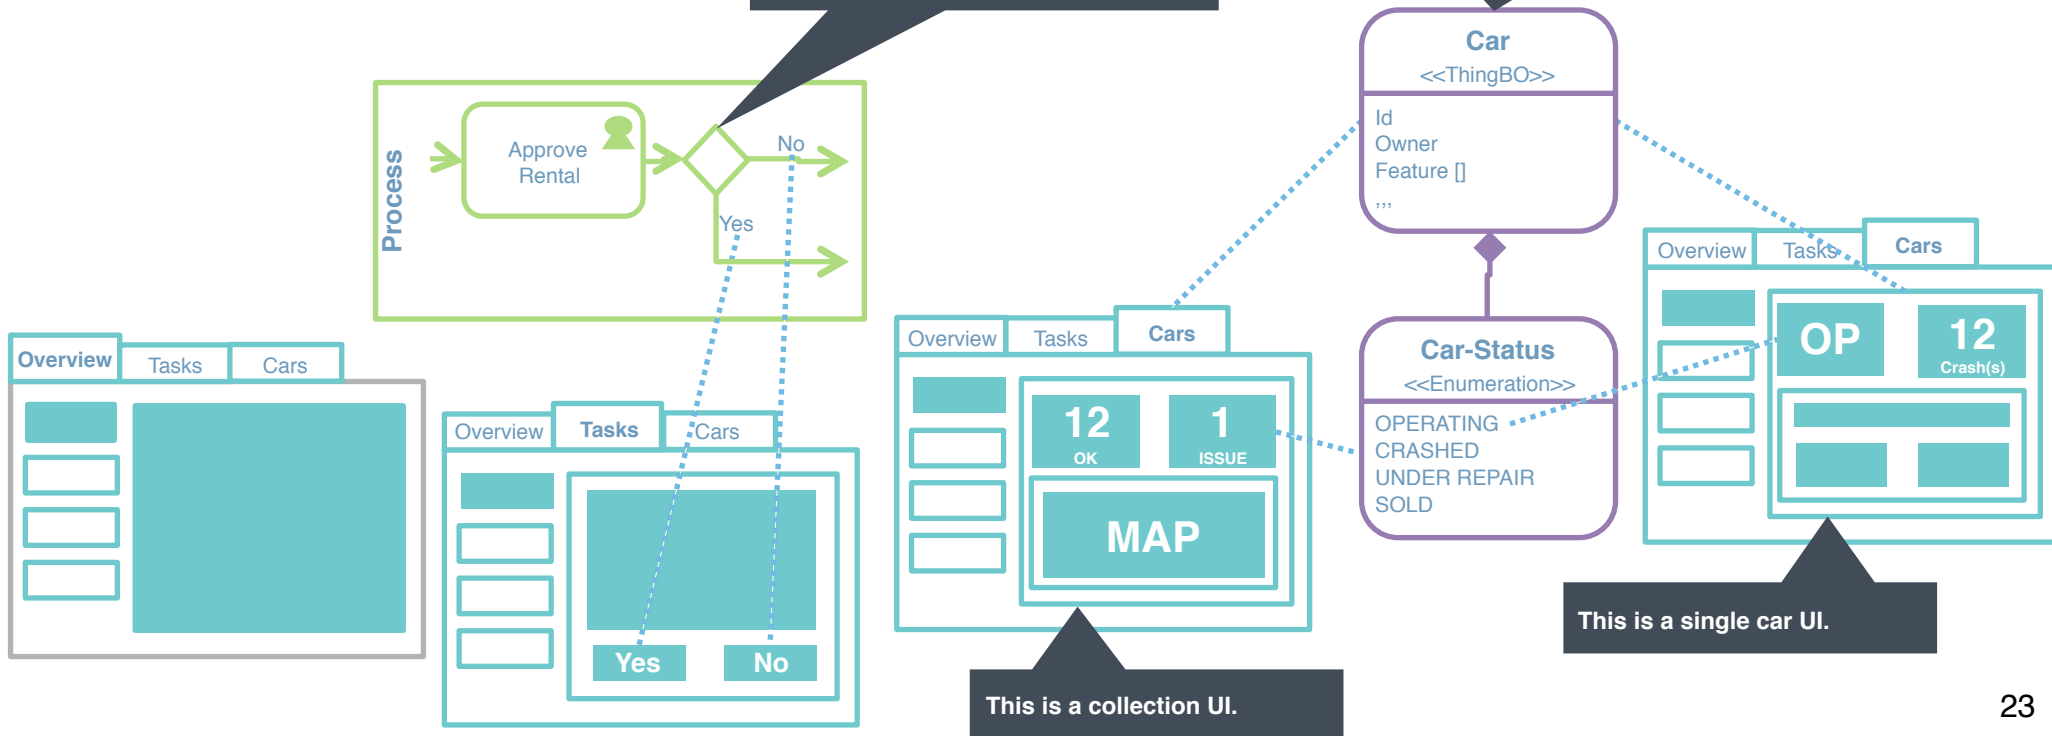 Process
Approve
Rental
No
Yes
Overview
Tasks
Cars
Overview
Tasks
Cars
Yes
No
Overview
Tasks
Cars
12
OK
1
ISSUE
MAP
This is a collection UI.
Car
<<ThingBO>>
Id
Owner
Feature []
,,,
Car-Status
<<Enumeration>>
OPERATING
CRASHED
UNDER REPAIR
SOLD
Overview
Tasks
Cars
OP
12
Crash(s)
This is a single car UI.
23